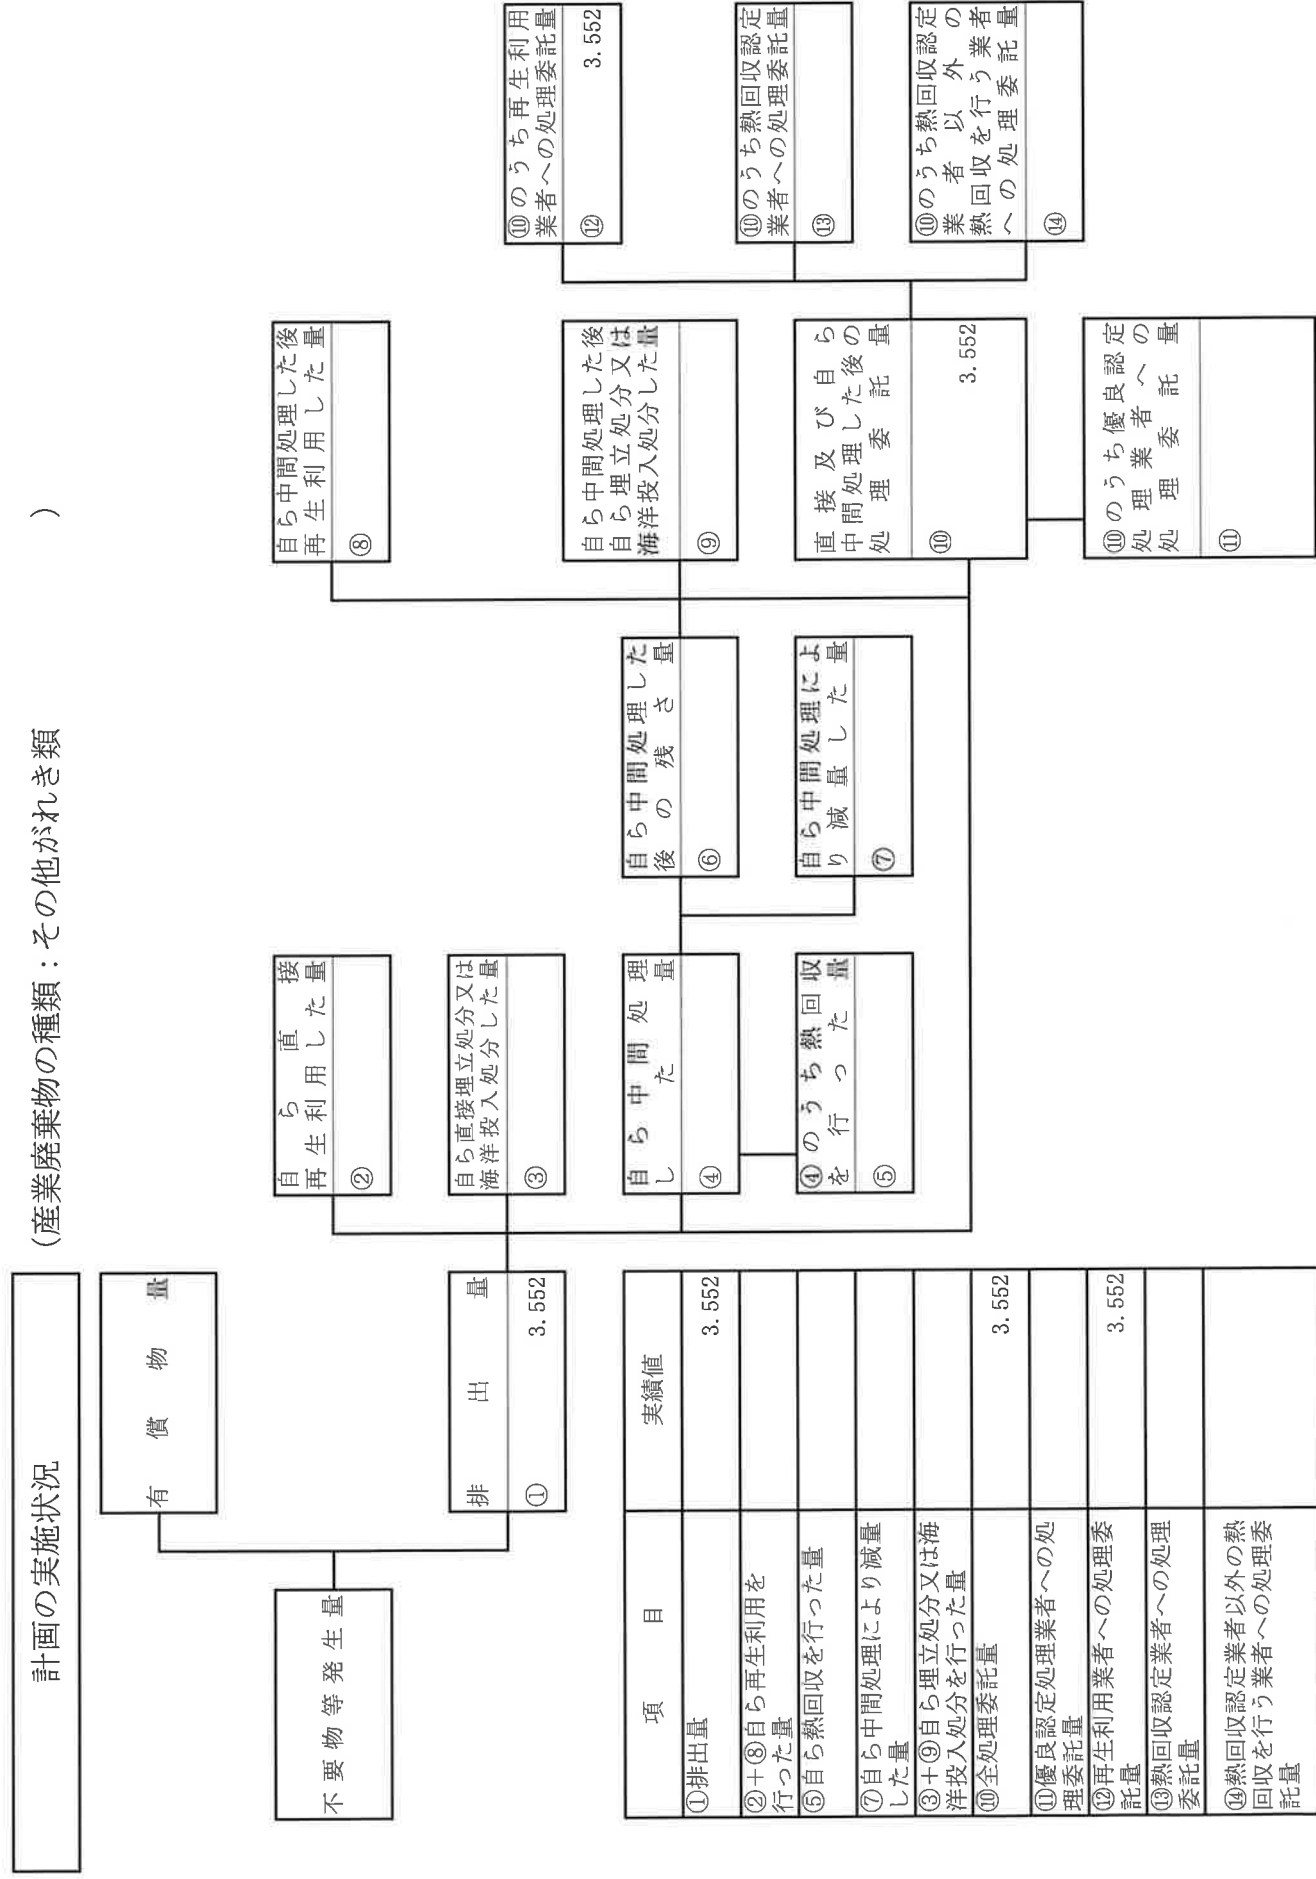 計画の実施状況
(産業廃棄物の種類：その他がれき類 )
不要物等発生量
有償物量
排出量
① 3.552
自ら直接
再生利用した量
②
自ら直接埋立処分又は
海洋投入処分した量
③
自ら中間処理
した量
④
④のうち熱回収
を行った量
⑤
自ら中間処理した
後の残さ量
⑥
自ら中間処理によ
り減量した量
⑦
自ら中間処理した後
再生利用した量
⑧
自ら中間処理した後
自ら埋立処分又は
海洋投入処分した量
⑨
直接及び自ら
中間処理した後の
処理委託量
⑩ 3.552
⑩のうち優良認定
処理業者への
処理委託量
⑪
⑩のうち再生利用
業者への処理委託量
⑫ 3.552
⑩のうち熱回収認定
業者への処理委託量
⑬
⑩のうち熱回収認定
業者以外の
熱回収を行う業者
への処理委託量
⑭
項目 実績値
①排出量 3.552
②＋⑧自ら再生利用を
行った量
⑤自ら熱回収を行った量
⑦自ら中間処理により減量
した量
③＋⑨自ら埋立処分又は海
洋投入処分を行った量
⑩全処理委託量 3.552
⑪優良認定処理業者への処
理委託量
⑫再生利用業者への処理委 3.552
託量
⑬熱回収認定業者への処理
委託量
⑭熱回収認定業者以外の熱
回収を行う業者への処理委
託量